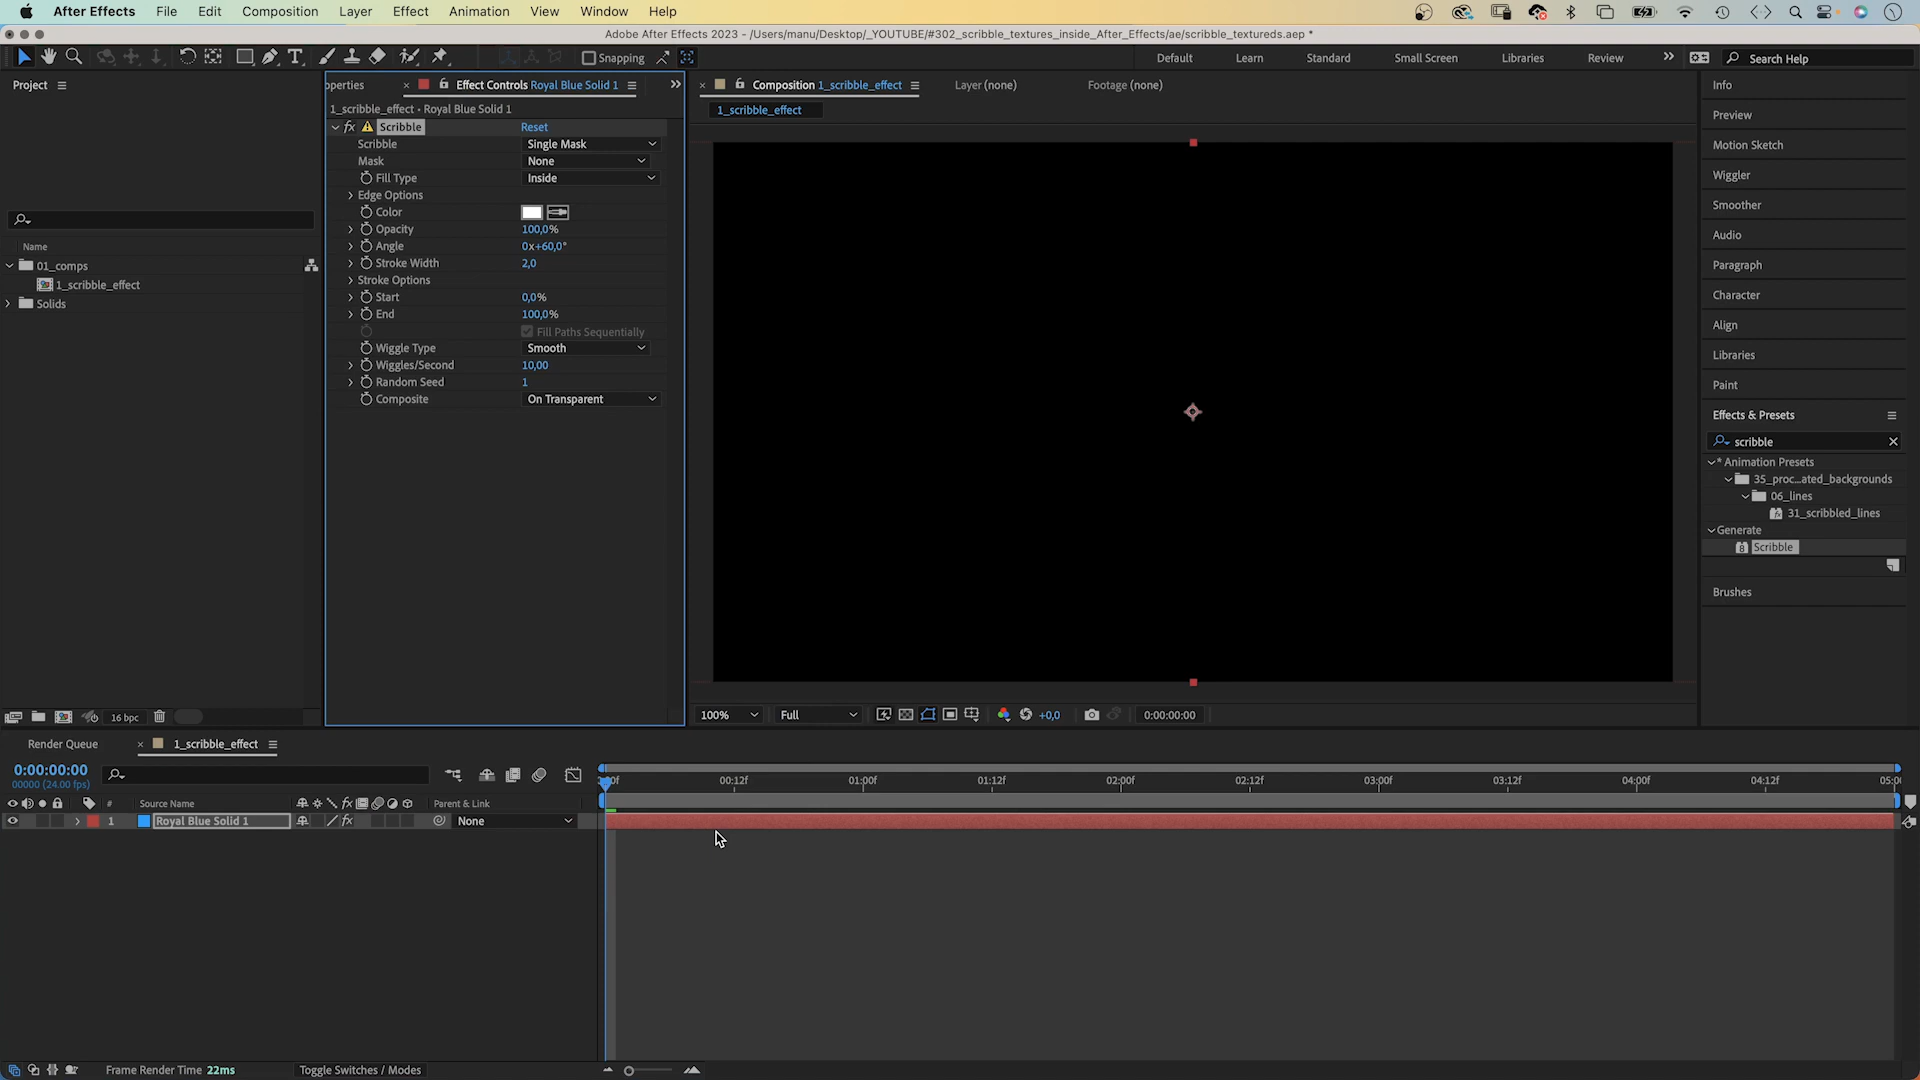 After Effects File Edit Composition Layer Effect Animation View Window Help
Adobe After Effects 2023 - /Users/manu/Desktop/_YOUTUBE/#302_scribble_textures_inside_After_Effects/ae/scribble_textureds.aep *
Snapping
Default Learn Standard Small Screen Libraries Review
Search Help
Project
operties
Effect Controls Royal Blue Solid 1
Composition 1_scribble_effect
Layer (none)
Footage (none)
1_scribble_effect • Royal Blue Solid 1
1_scribble_effect
fx Scribble Reset
Scribble Single Mask
Mask None
Fill Type Inside
Edge Options
Color
Opacity 100,0%
Angle 0x+60,0°
Stroke Width 2,0
Stroke Options
Start 0,0%
End 100,0%
Fill Paths Sequentially
Wiggle Type Smooth
Wiggles/Second 10,00
Random Seed 1
Composite On Transparent
Name
01_comps
1_scribble_effect
Solids
16 bpc
100% Full +0,0 0:00:00:00
Info
Preview
Motion Sketch
Wiggler
Smoother
Audio
Paragraph
Character
Align
Libraries
Paint
Effects & Presets
scribble
* Animation Presets
35_proc...ated_backgrounds
06_lines
31_scribbled_lines
Generate
Scribble
Brushes
Render Queue
1_scribble_effect
0:00:00:00
00000 (24.00 fps)
00:12f 01:00f 01:12f 02:00f 02:12f 03:00f 03:12f 04:00f 04:12f
# Source Name fx Parent & Link
1 Royal Blue Solid 1 fx None
Frame Render Time 22ms
Toggle Switches / Modes